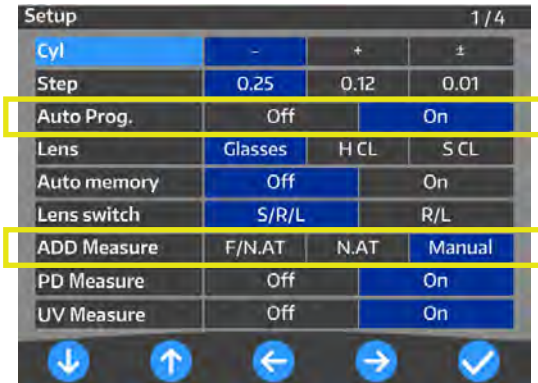 Setup 1/4
Cyl - + ±
Step 0.25 0.12 0.01
Auto Prog. Off On
Lens Glasses H CL S CL
Auto memory Off On
Lens switch S/R/L R/L
ADD Measure F/N.AT N.AT Manual
PD Measure Off On
UV Measure Off On